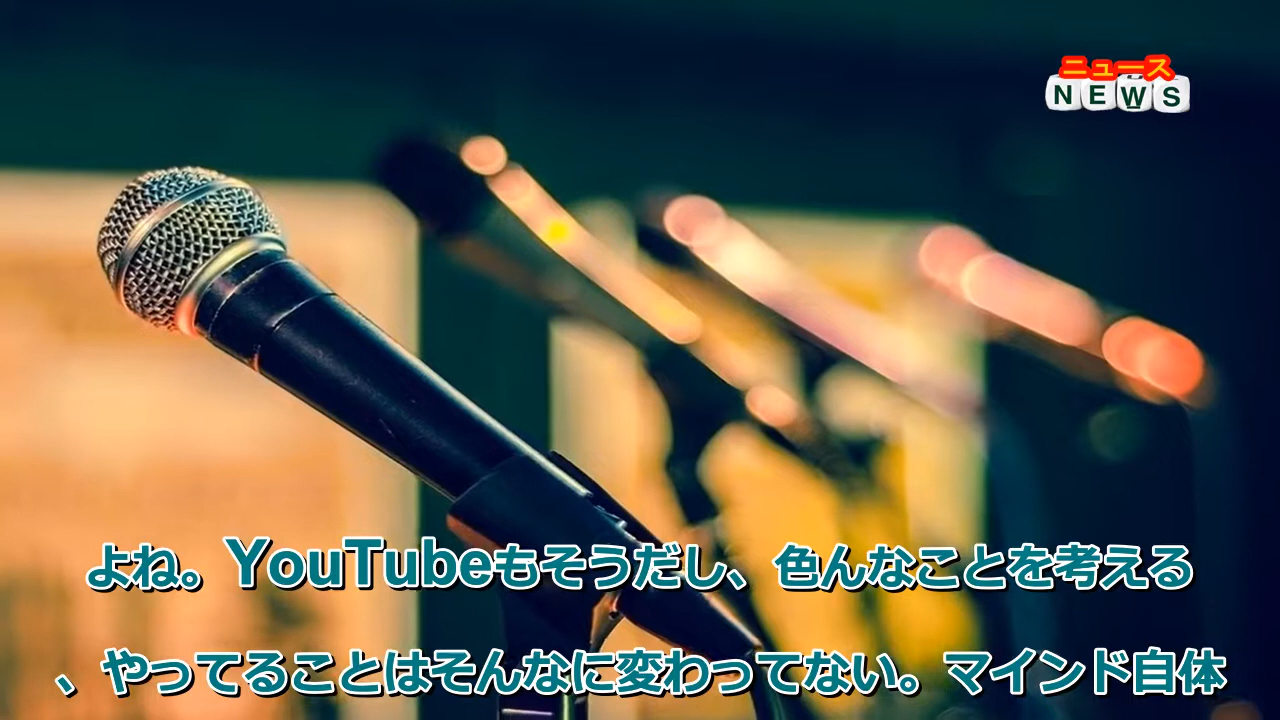 ニュース
NEWS
よね。YouTubeもそうだし、色んなことを考える
、やってることはそんなに変わってない。マインド自体